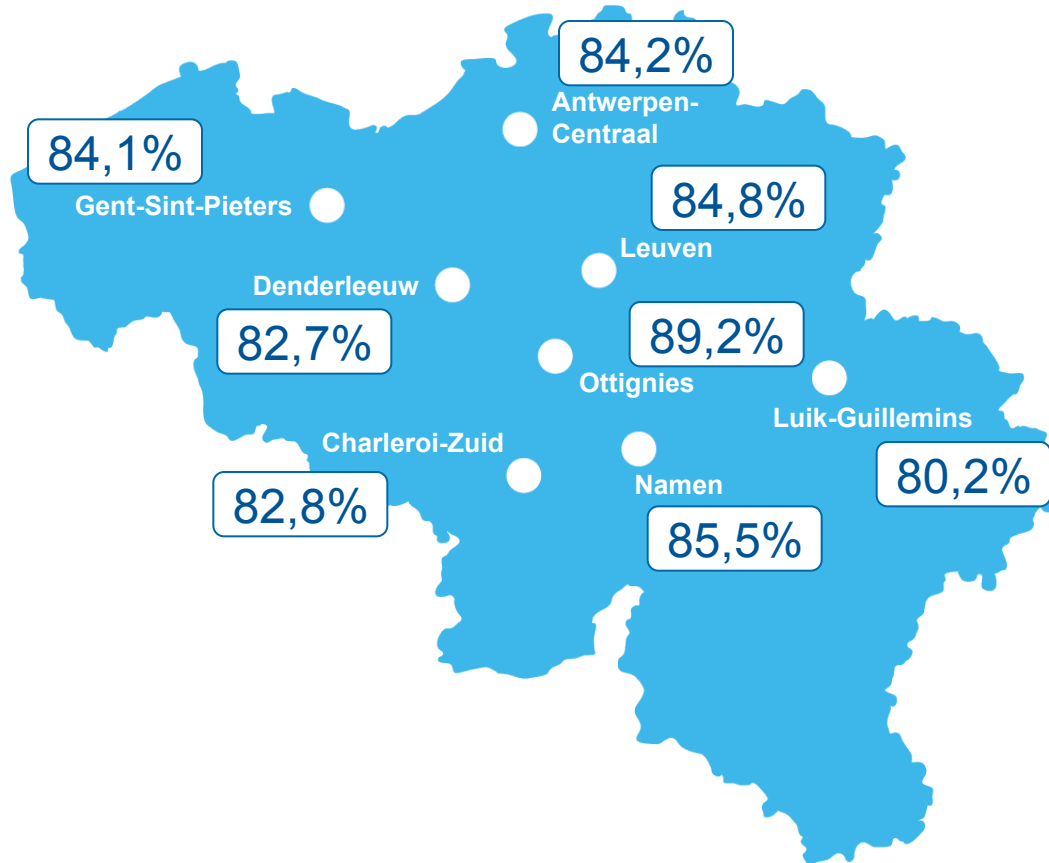 84,2%
Antwerpen-
Centraal
84,1%
Gent-Sint-Pieters
84,8%
Leuven
Denderleeuw
82,7%
89,2%
Ottignies
Luik-Guillemins
80,2%
Charleroi-Zuid
82,8%
Namen
85,5%